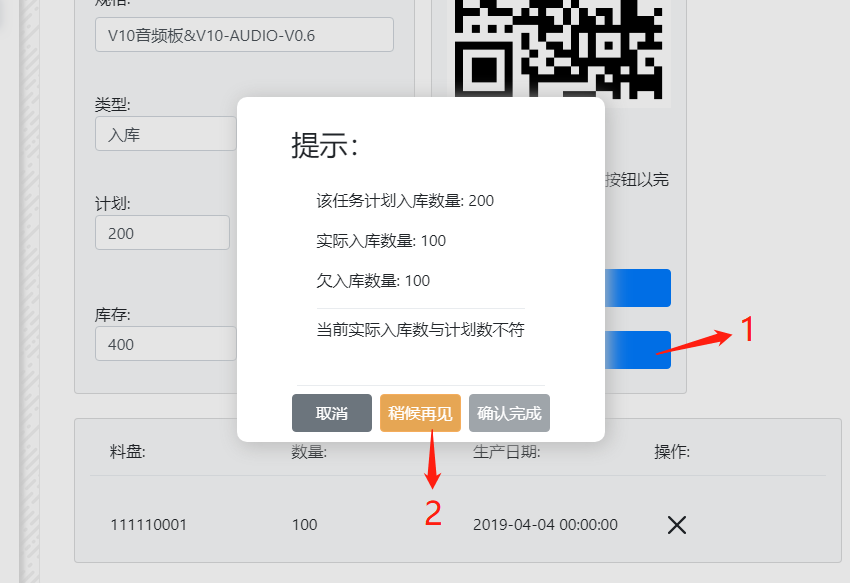 规格:
V10音频板&V10-AUDIO-V0.6
类型:
入库
计划:
200
库存:
400
按钮以完
提示：
该任务计划入库数量: 200
实际入库数量: 100
欠入库数量: 100
当前实际入库数与计划数不符
取消 稍候再见 确认完成
1
2
料盘: 数量: 生产日期: 操作:
111110001 100 2019-04-04 00:00:00